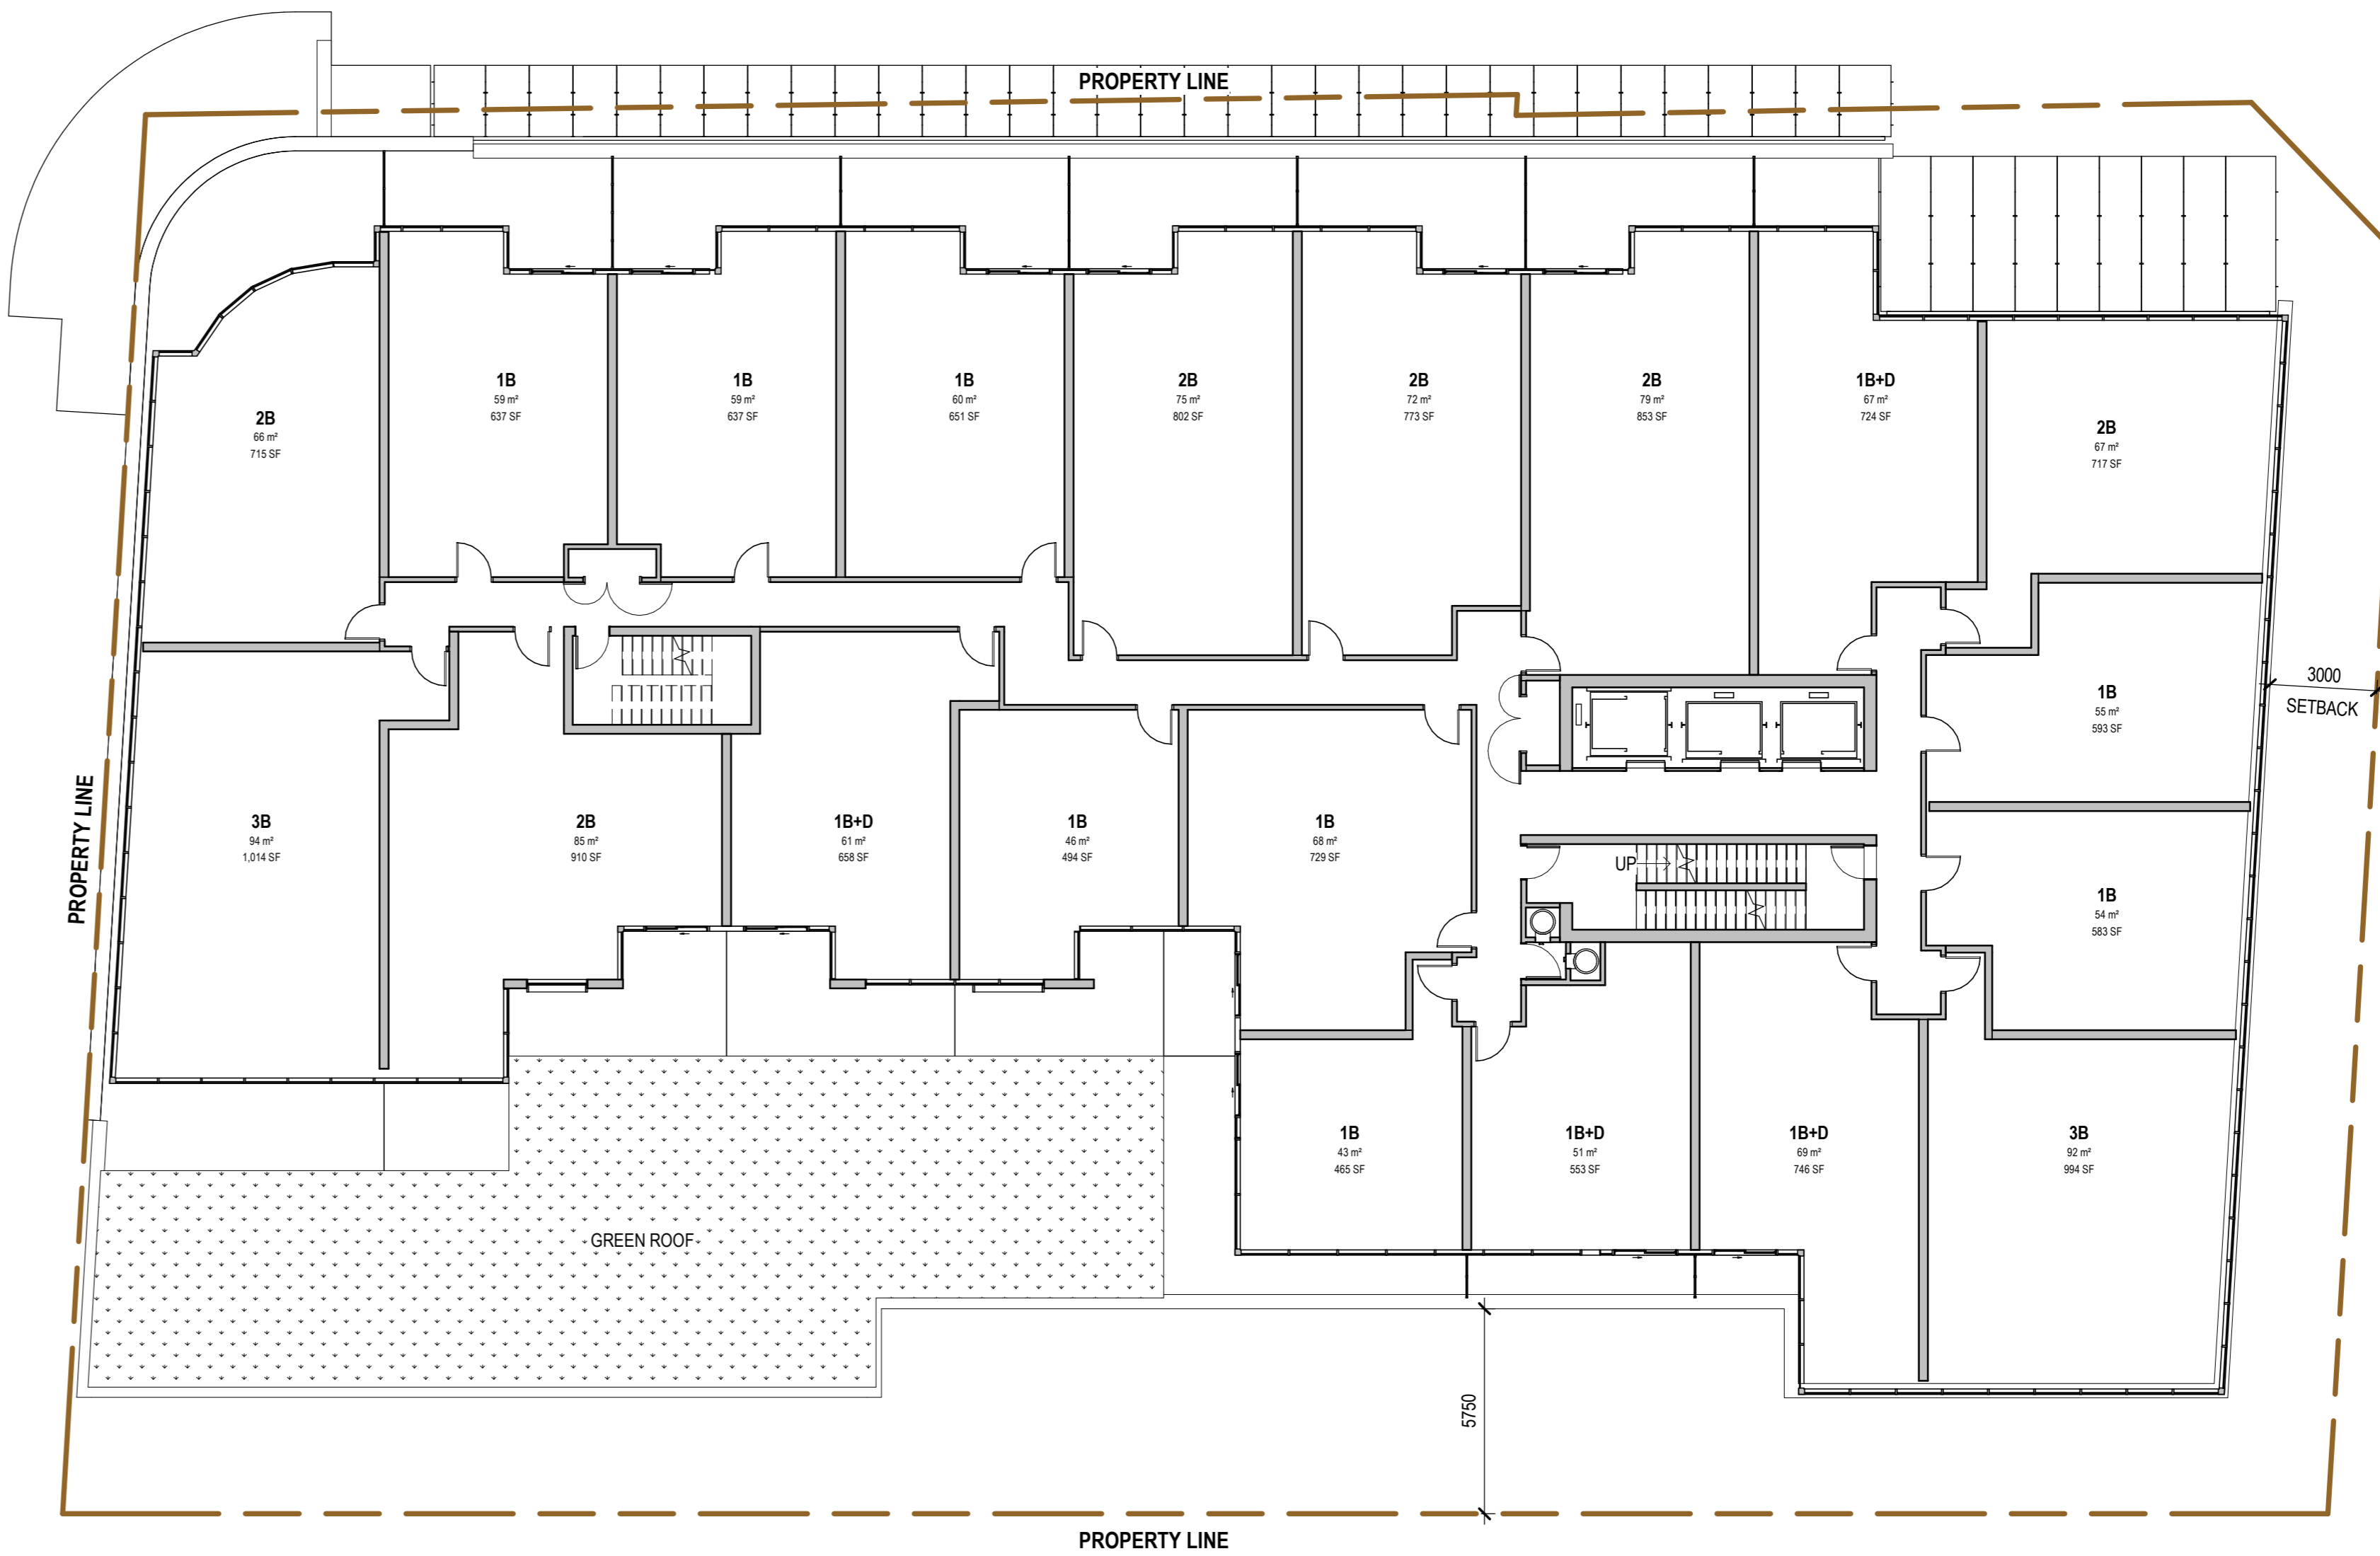 PROPERTY LINE
1B
59 m²
637 SF
1B
59 m²
637 SF
1B
60 m²
651 SF
2B
75 m²
802 SF
2B
72 m²
773 SF
2B
79 m²
853 SF
1B+D
67 m²
724 SF
2B
66 m²
715 SF
2B
67 m²
717 SF
1B
55 m²
593 SF
3000
SETBACK
PROPERTY LINE
3B
94 m²
1,014 SF
2B
85 m²
910 SF
1B+D
61 m²
658 SF
1B
46 m²
494 SF
1B
68 m²
729 SF
UP
1B
54 m²
583 SF
1B
43 m²
465 SF
1B+D
51 m²
553 SF
1B+D
69 m²
746 SF
3B
92 m²
994 SF
GREEN ROOF
5750
PROPERTY LINE